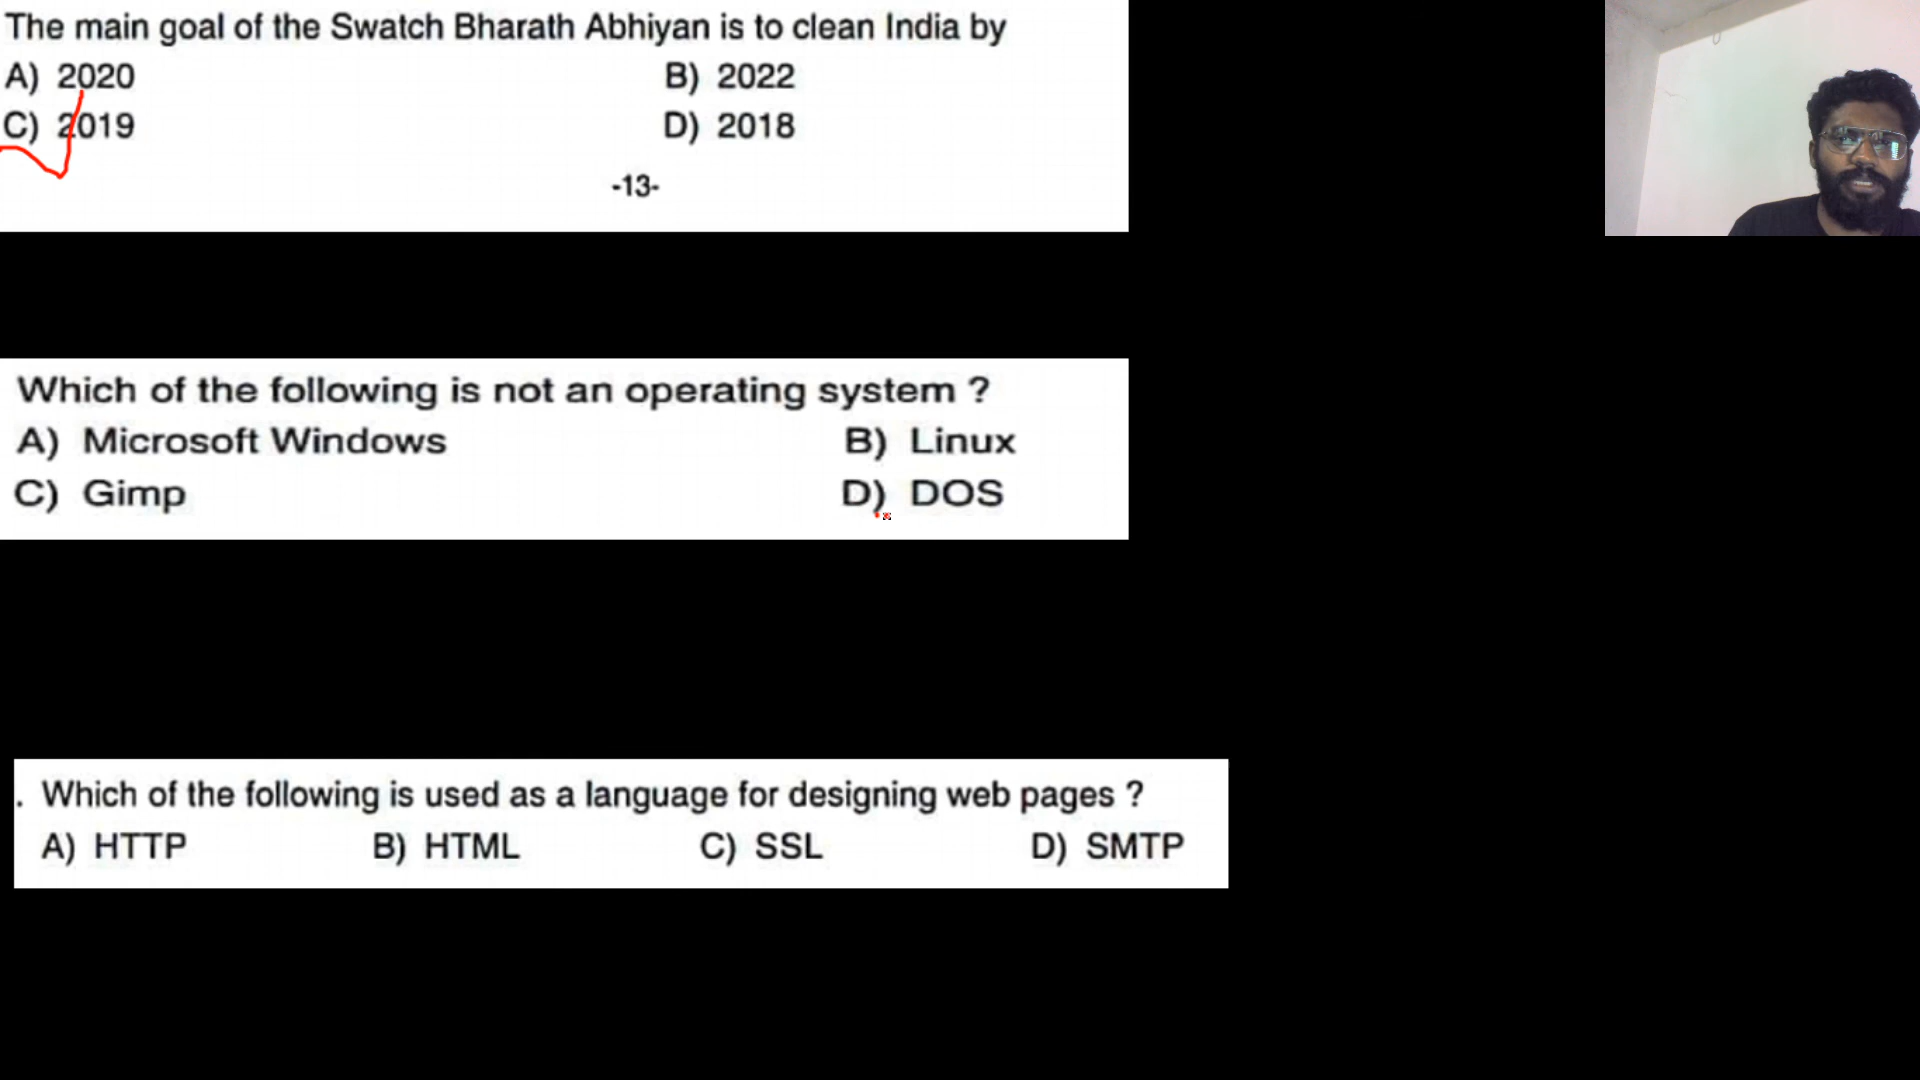 The main goal of the Swatch Bharath Abhiyan is to clean India by
A) 2020 B) 2022
C) 2019 D) 2018
-13-
Which of the following is not an operating system ?
A) Microsoft Windows B) Linux
C) Gimp D) DOS
. Which of the following is used as a language for designing web pages ?
A) HTTP B) HTML C) SSL D) SMTP